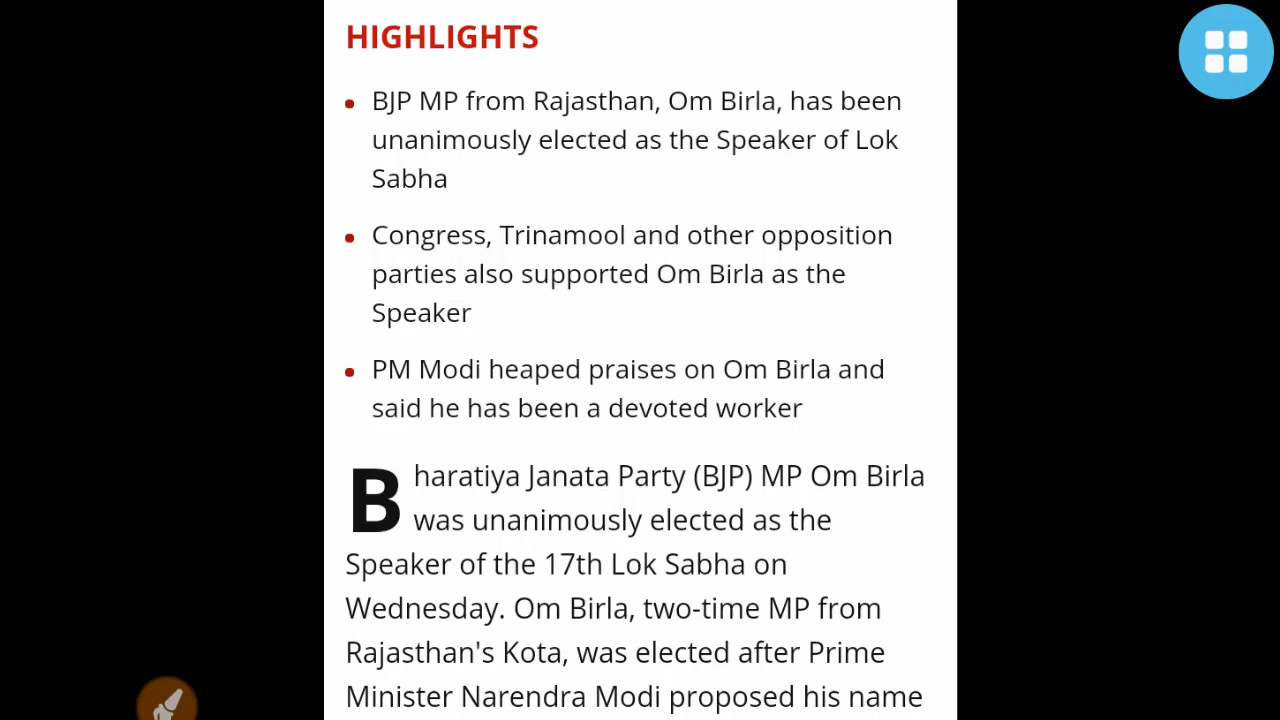 HIGHLIGHTS
BJP MP from Rajasthan, Om Birla, has been
unanimously elected as the Speaker of Lok
Sabha
Congress, Trinamool and other opposition
parties also supported Om Birla as the
Speaker
PM Modi heaped praises on Om Birla and
said he has been a devoted worker
Bharatiya Janata Party (BJP) MP Om Birla
was unanimously elected as the
Speaker of the 17th Lok Sabha on
Wednesday. Om Birla, two-time MP from
Rajasthan's Kota, was elected after Prime
Minister Narendra Modi proposed his name